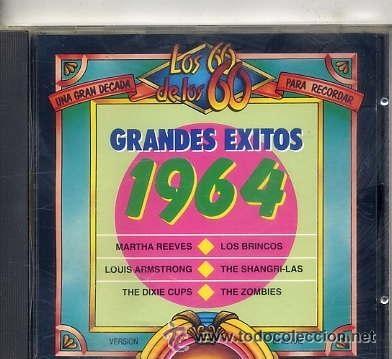 Los 60
de los 60
UNA GRAN DECADA
PARA RECORDAR
GRANDES EXITOS
1964
MARTHA REEVES LOS BRINCOS
LOUIS ARMSTRONG THE SHANGRI-LAS
THE DIXIE CUPS THE ZOMBIES
VERSION
www.todocoleccion.net